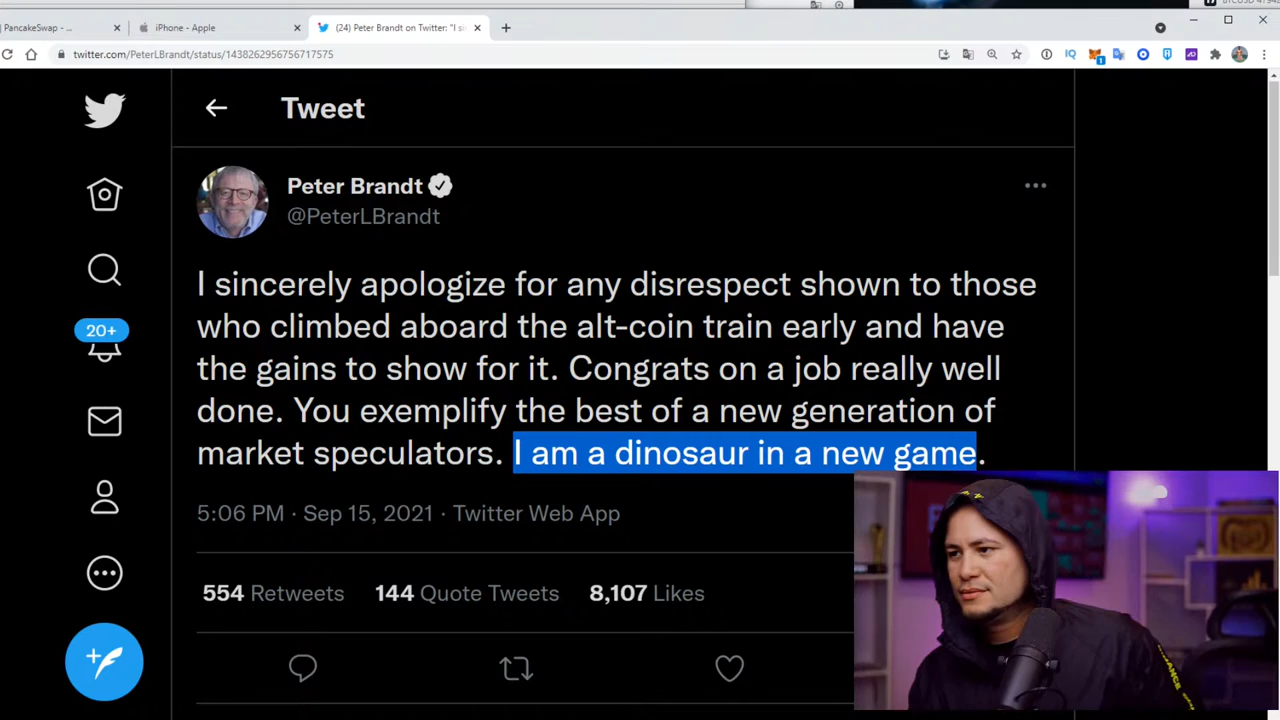 PancakeSwap - ...
iPhone - Apple
(24) Peter Brandt on Twitter: "I si
twitter.com/PeterLBrandt/status/1438262956756717575
IQ
1
Tweet
Peter Brandt
@PeterLBrandt
I sincerely apologize for any disrespect shown to those
who climbed aboard the alt-coin train early and have
the gains to show for it. Congrats on a job really well
done. You exemplify the best of a new generation of
market speculators. I am a dinosaur in a new game.
20+
5:06 PM · Sep 15, 2021 · Twitter Web App
554 Retweets 144 Quote Tweets 8,107 Likes